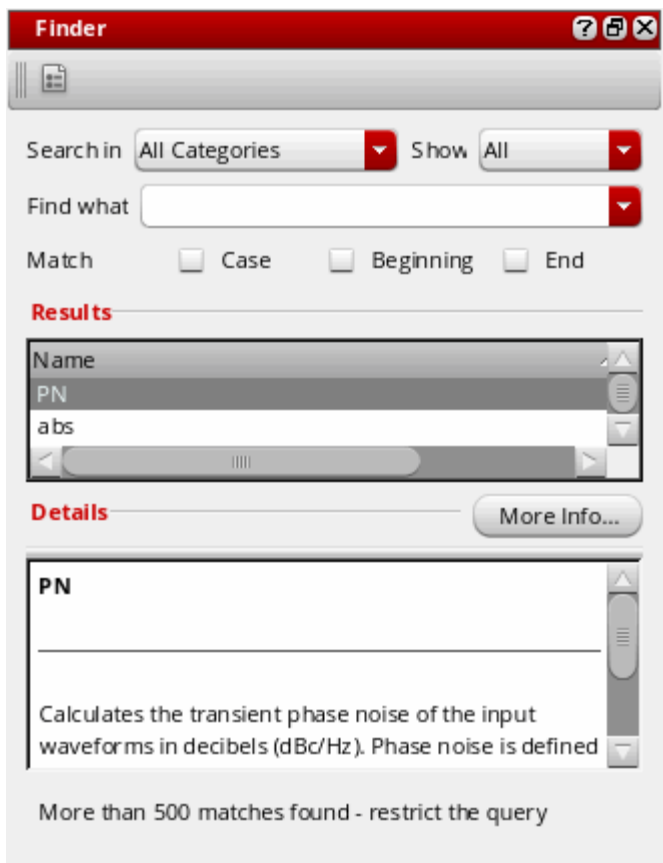 Finder
Search in All Categories Show All
Find what
Match Case Beginning End
Results
Name
PN
abs
Details More Info...
PN
Calculates the transient phase noise of the input
waveforms in decibels (dBc/Hz). Phase noise is defined
More than 500 matches found - restrict the query